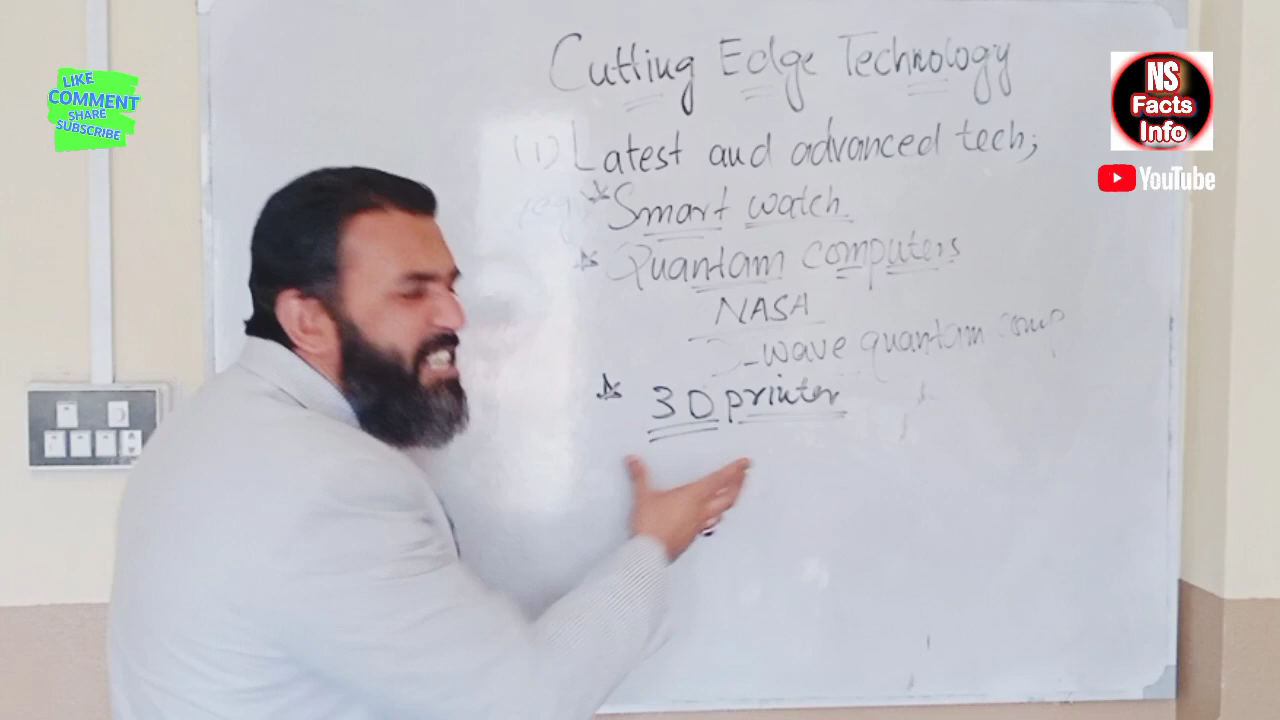 LIKE
COMMENT
SHARE
SUBSCRIBE
NS
Facts
Info
YouTube
Cutting Edge Technology
(1) Latest and advanced tech;
(eg) * Smart watch
* Quantam computers
NASA
D-wave quantam comp
* 3D printer